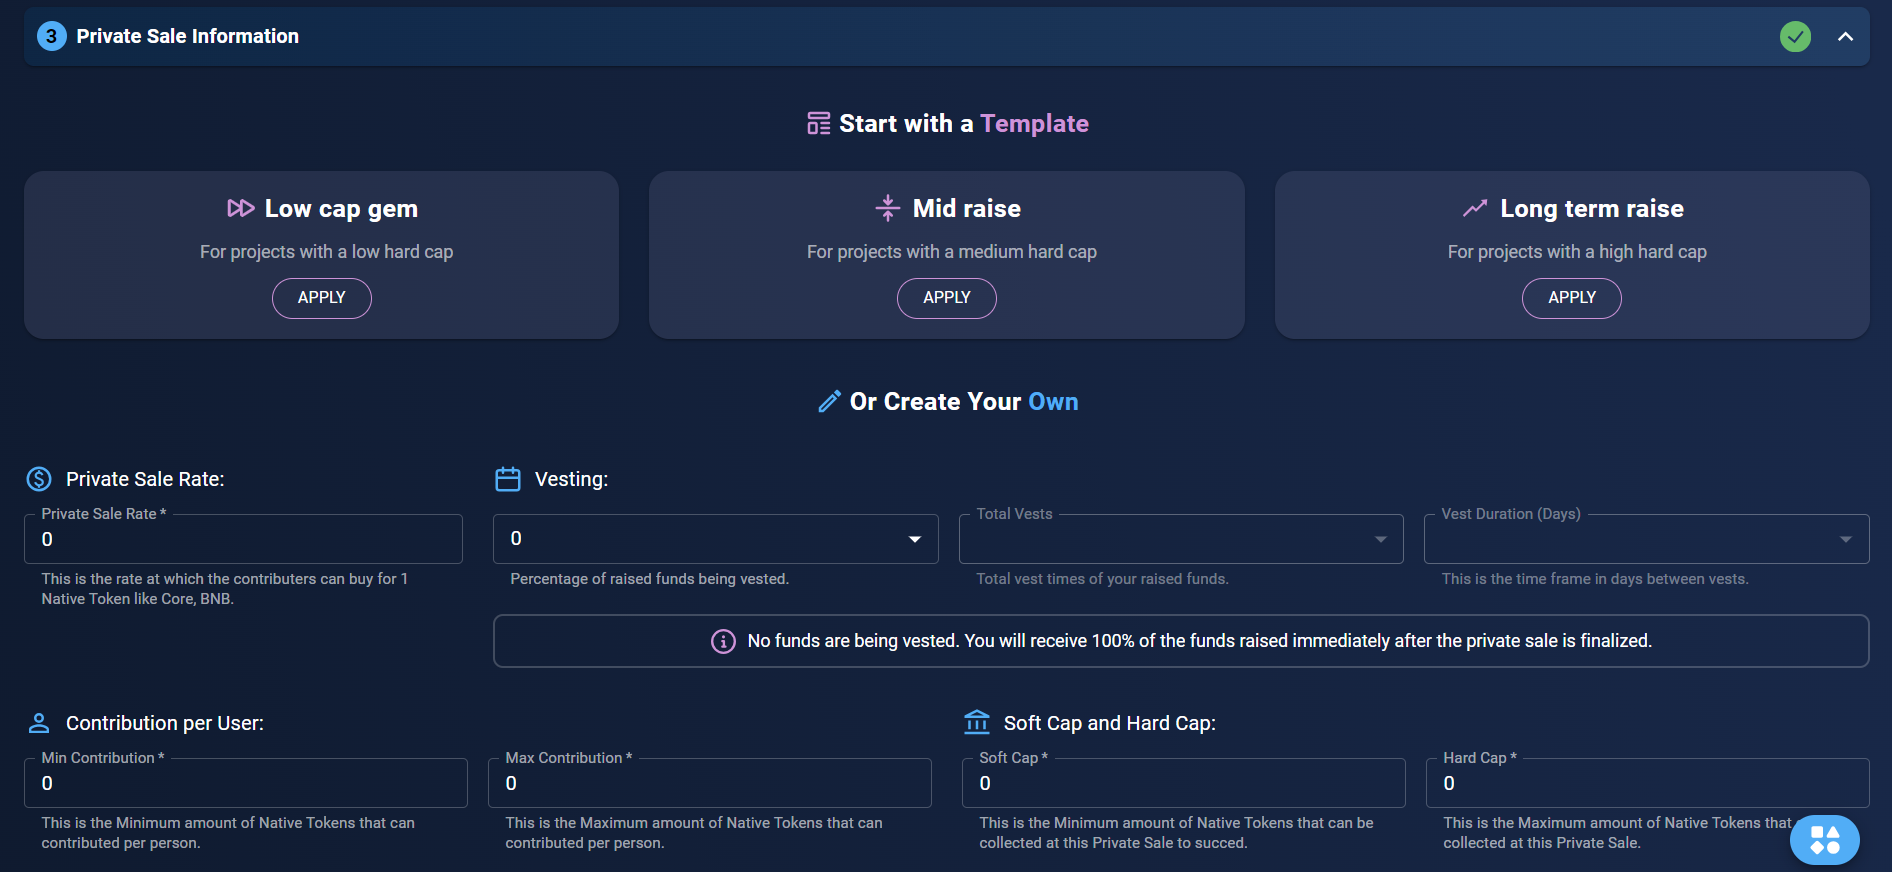 3 Private Sale Information
Start with a Template
Low cap gem
For projects with a low hard cap
APPLY
Mid raise
For projects with a medium hard cap
APPLY
Long term raise
For projects with a high hard cap
APPLY
Or Create Your Own
Private Sale Rate:
Private Sale Rate *
0
This is the rate at which the contributers can buy for 1
Native Token like Core, BNB.
Vesting:
0
Percentage of raised funds being vested.
Total Vests
Total vest times of your raised funds.
Vest Duration (Days)
This is the time frame in days between vests.
No funds are being vested. You will receive 100% of the funds raised immediately after the private sale is finalized.
Contribution per User:
Min Contribution *
0
This is the Minimum amount of Native Tokens that can
contributed per person.
Max Contribution *
0
This is the Maximum amount of Native Tokens that can
contributed per person.
Soft Cap and Hard Cap:
Soft Cap *
0
This is the Minimum amount of Native Tokens that can be
collected at this Private Sale to succed.
Hard Cap *
0
This is the Maximum amount of Native Tokens that
collected at this Private Sale.